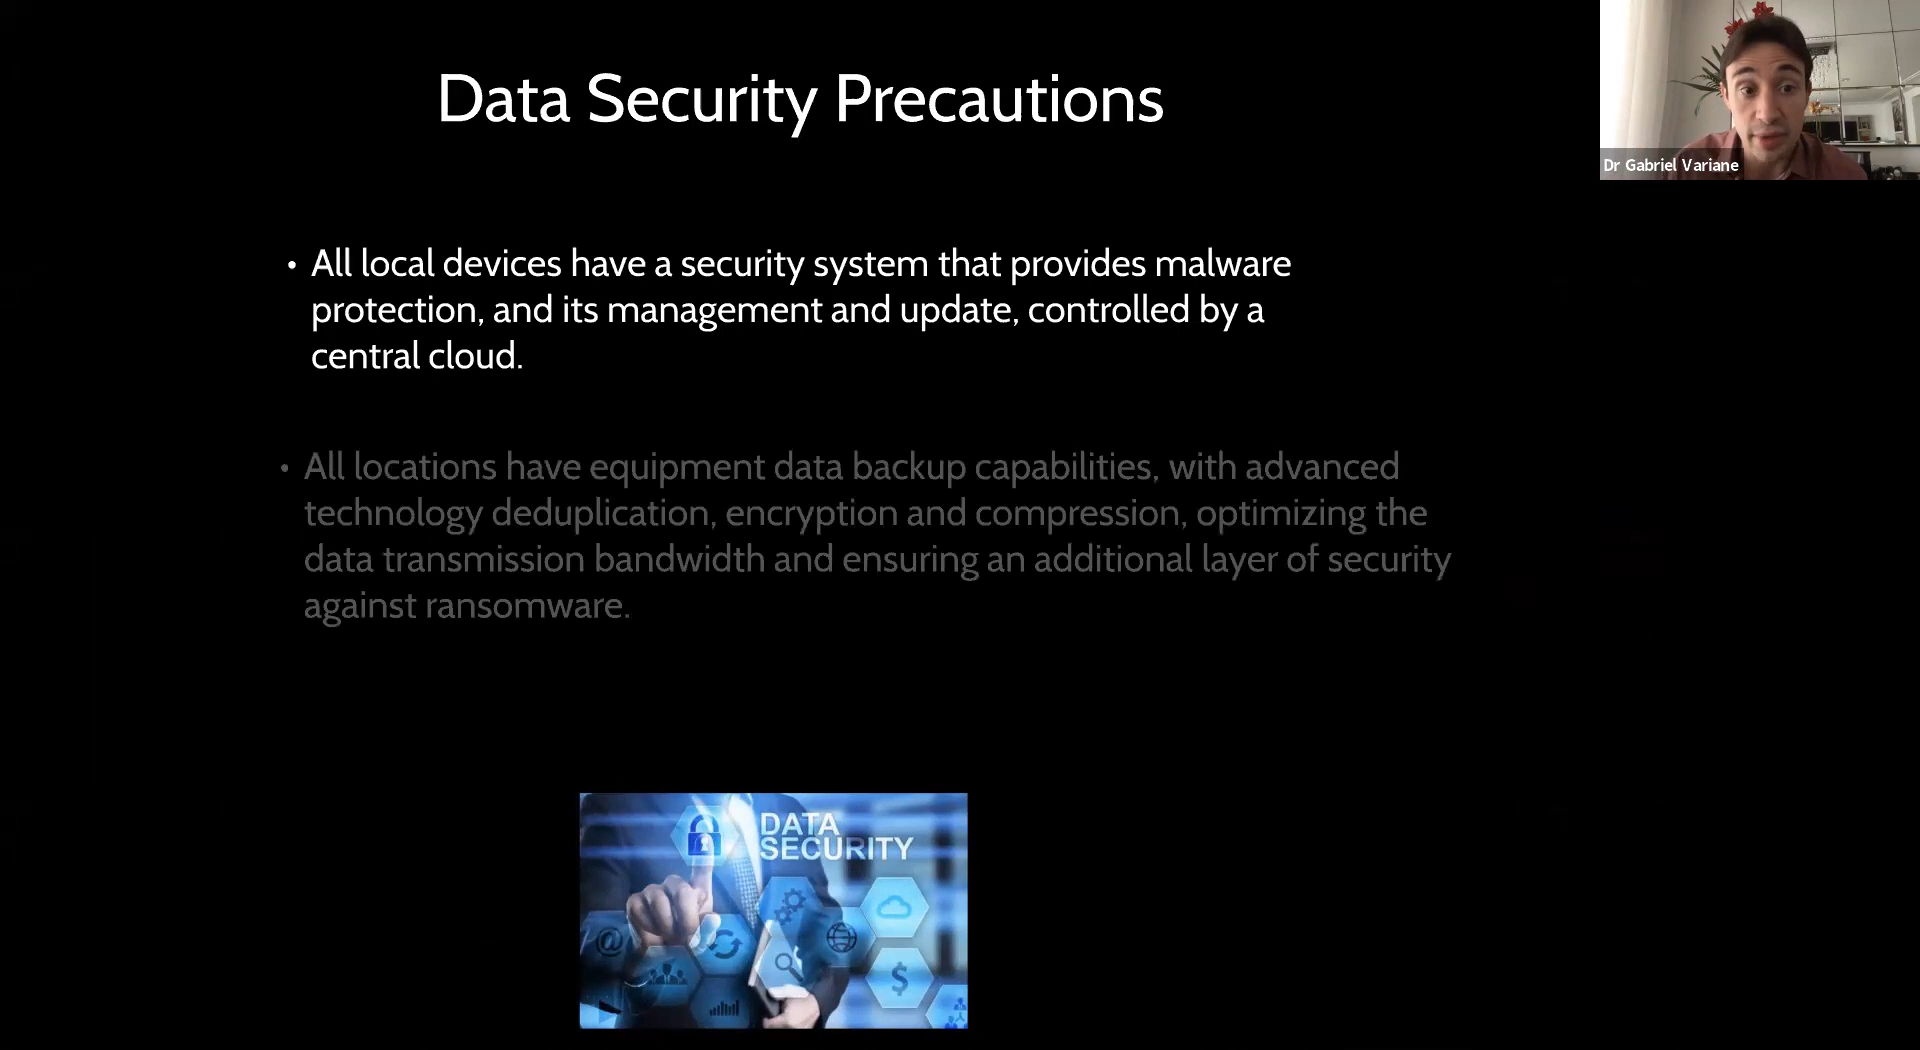 Data Security Precautions
Dr Gabriel Variane
• All local devices have a security system that provides malware
protection, and its management and update, controlled by a
central cloud.
• All locations have equipment data backup capabilities, with advanced
technology deduplication, encryption and compression, optimizing the
data transmission bandwidth and ensuring an additional layer of security
against ransomware.
DATA
SECURITY
@
$